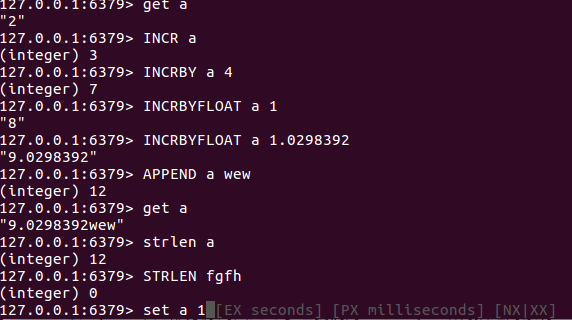 127.0.0.1:6379> get a
"2"
127.0.0.1:6379> INCR a
(integer) 3
127.0.0.1:6379> INCRBY a 4
(integer) 7
127.0.0.1:6379> INCRBYFLOAT a 1
"8"
127.0.0.1:6379> INCRBYFLOAT a 1.0298392
"9.0298392"
127.0.0.1:6379> APPEND a wew
(integer) 12
127.0.0.1:6379> get a
"9.0298392wew"
127.0.0.1:6379> strlen a
(integer) 12
127.0.0.1:6379> STRLEN fgfh
(integer) 0
127.0.0.1:6379> set a 1 [EX seconds] [PX milliseconds] [NX|XX]